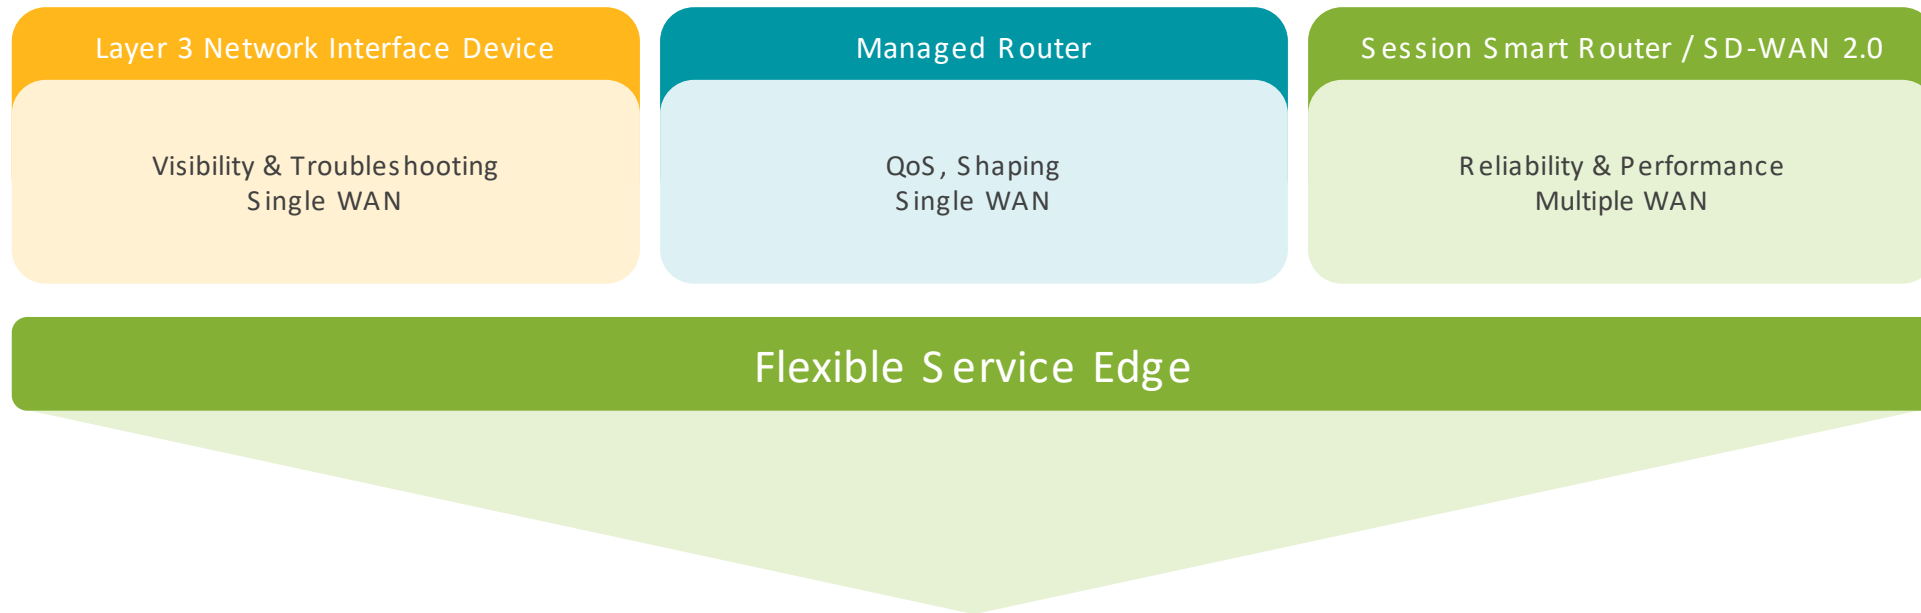 Layer 3 Network Interface Device
Visibility & Troubleshooting
Single WAN
Managed Router
QoS, Shaping
Single WAN
Session Smart Router / SD-WAN 2.0
Reliability & Performance
Multiple WAN
Flexible Service Edge